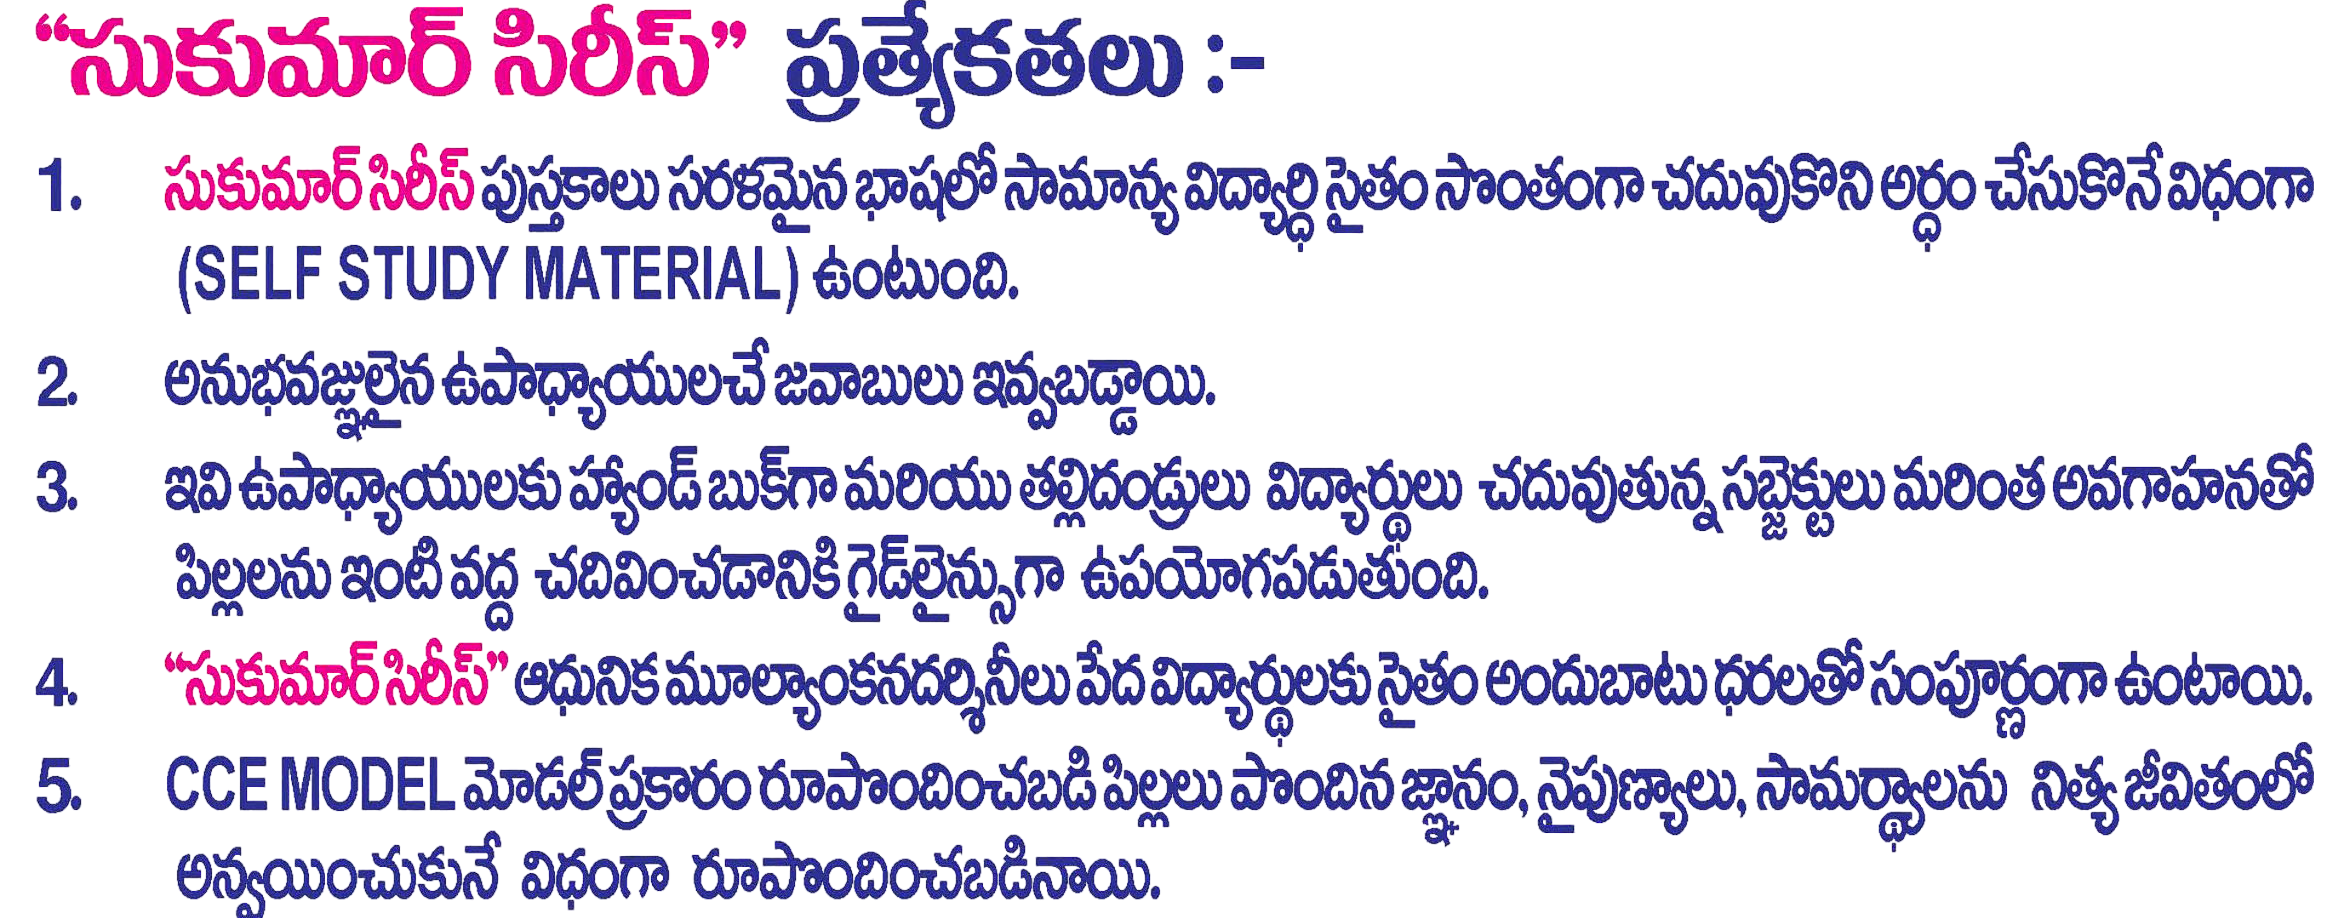 “సుకుమార్ సిరీస్” ప్రత్యేకతలు :-
1. సుకుమార్ సిరీస్ పుస్తకాలు సరళమైన భాషలో సామాన్య విద్యార్ధి సైతం సొంతంగా చదువుకొని అర్ధం చేసుకొనే విధంగా
(SELF STUDY MATERIAL) ఉంటుంది.
2. అనుభవజ్ఞులైన ఉపాధ్యాయులచే జవాబులు ఇవ్వబడ్డాయి.
3. ఇవి ఉపాధ్యాయులకు హ్యాండ్ బుక్‌గా మరియు తల్లిదండ్రులు విద్యార్థులు చదువుతున్న సబ్జెక్టులు మరింత అవగాహనతో
పిల్లలను ఇంటి వద్ద చదివించడానికి గైడ్‌లైన్సుగా ఉపయోగపడుతుంది.
4. “సుకుమార్ సిరీస్” ఆధునిక మూల్యాంకనదర్శినీలు పేద విద్యార్థులకు సైతం అందుబాటు ధరలతో సంపూర్ణంగా ఉంటాయి.
5. CCE MODEL మోడల్ ప్రకారం రూపొందించబడి పిల్లలు పొందిన జ్ఞానం, నైపుణ్యాలు, సామర్థ్యాలను నిత్య జీవితంలో
అన్వయించుకునే విధంగా రూపొందించబడినాయి.